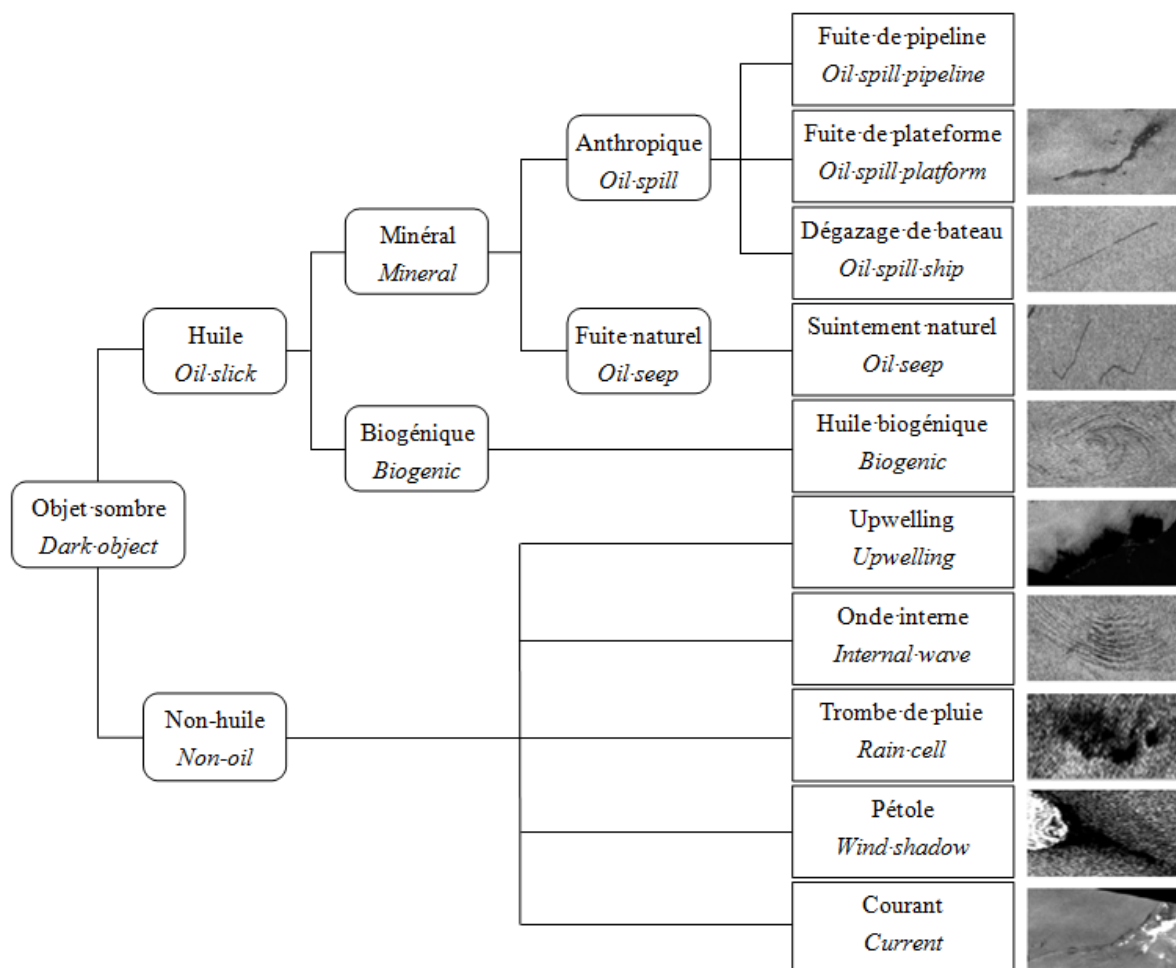 Objet·sombre
Dark·object
Huile
Oil·slick
Non-huile
Non-oil
Minéral
Mineral
Biogénique
Biogenic
Anthropique
Oil·spill
Fuite·naturel
Oil·seep
Fuite·de·pipeline
Oil·spill·pipeline
Fuite·de·plateforme
Oil·spill·platform
Dégazage·de·bateau
Oil·spill·ship
Suintement·naturel
Oil·seep
Huile·biogénique
Biogenic
Upwelling
Upwelling
Onde·interne
Internal·wave
Trombe·de·pluie
Rain·cell
Pétole
Wind·shadow
Courant
Current